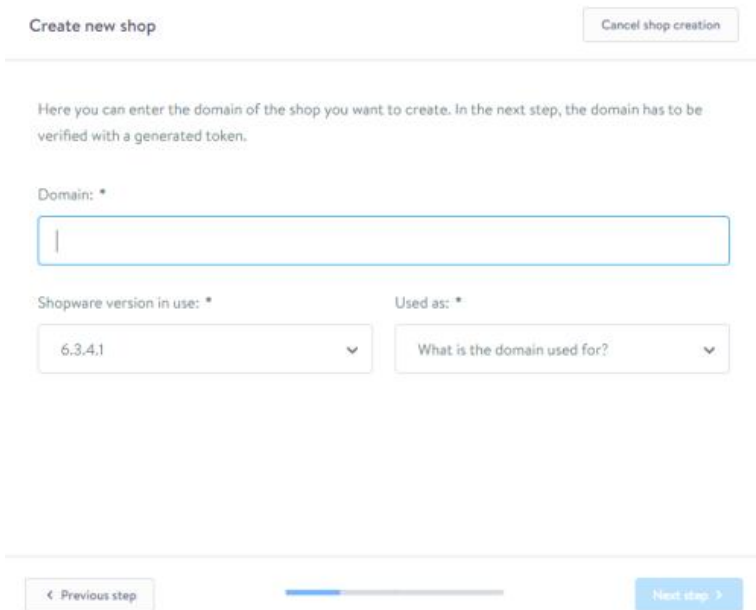 Create new shop
Cancel shop creation
Here you can enter the domain of the shop you want to create. In the next step, the domain has to be
verified with a generated token.
Domain: *
Shopware version in use: *
Used as: *
6.3.4.1
What is the domain used for?
Previous step
Next step